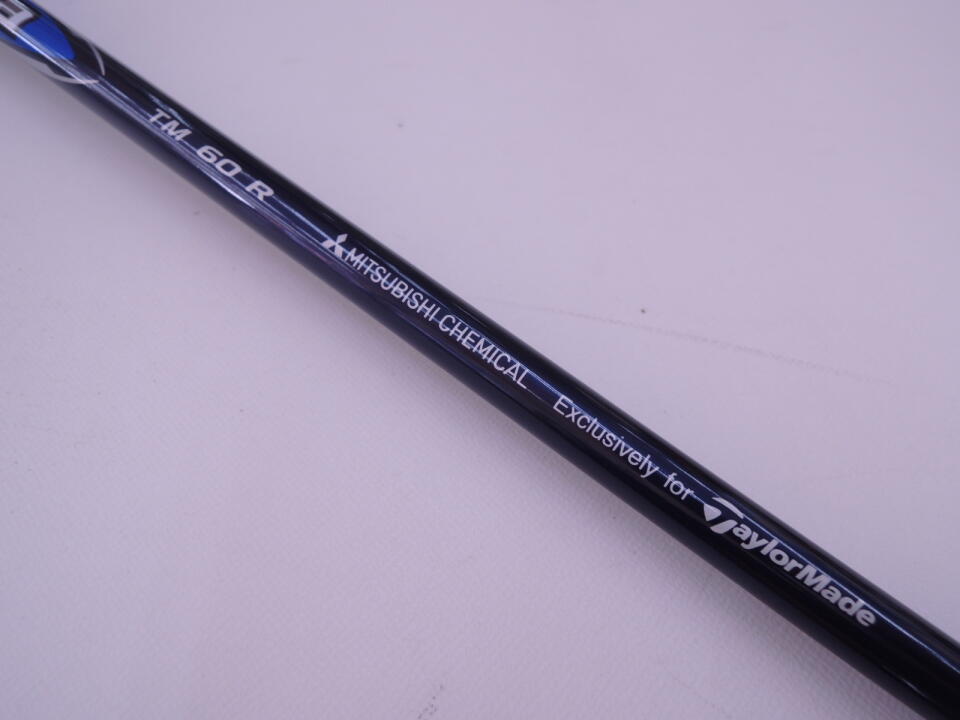 TM 60 R MITSUBISHI CHEMICAL Exclusively for TaylorMade